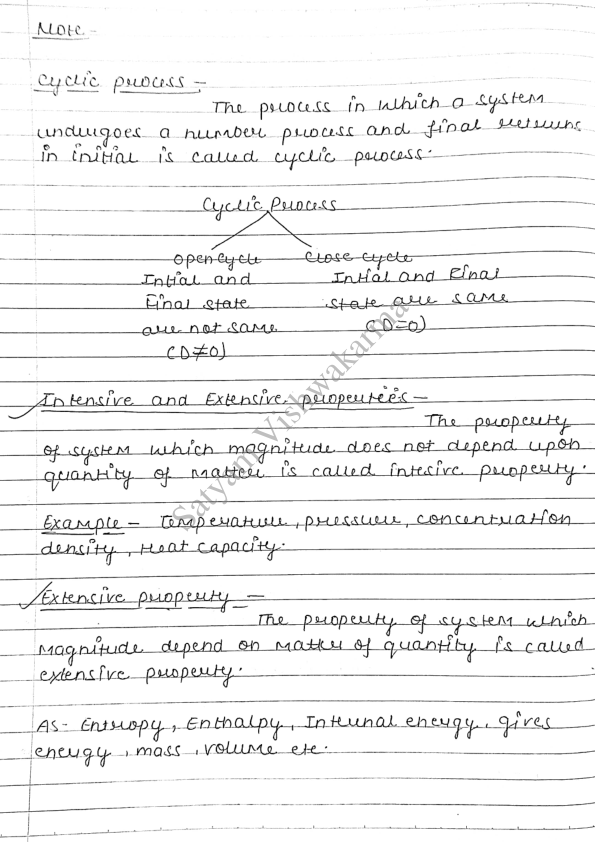 Note -
Cyclic process -
The process in which a system
undergoes a number process and final returns
in initial is called cyclic process.
Cyclic Process
Open Cycle Close cycle
Intial and Intial and Final
Final state state are same
are not same (D=0)
(D≠0)
Intensive and Extensive properties -
The property
of system which magnitude does not depend upon
quantity of matter is called intesive property.
Example - Temperature, pressure, concentration
density, Heat capacity.
Extensive property -
The property of system which
magnitude depend on matter of quantity is called
extensive property.
As- Entropy, Enthalpy, Internal energy, gives
energy, mass, volume etc.
Satyam Vishwakarma